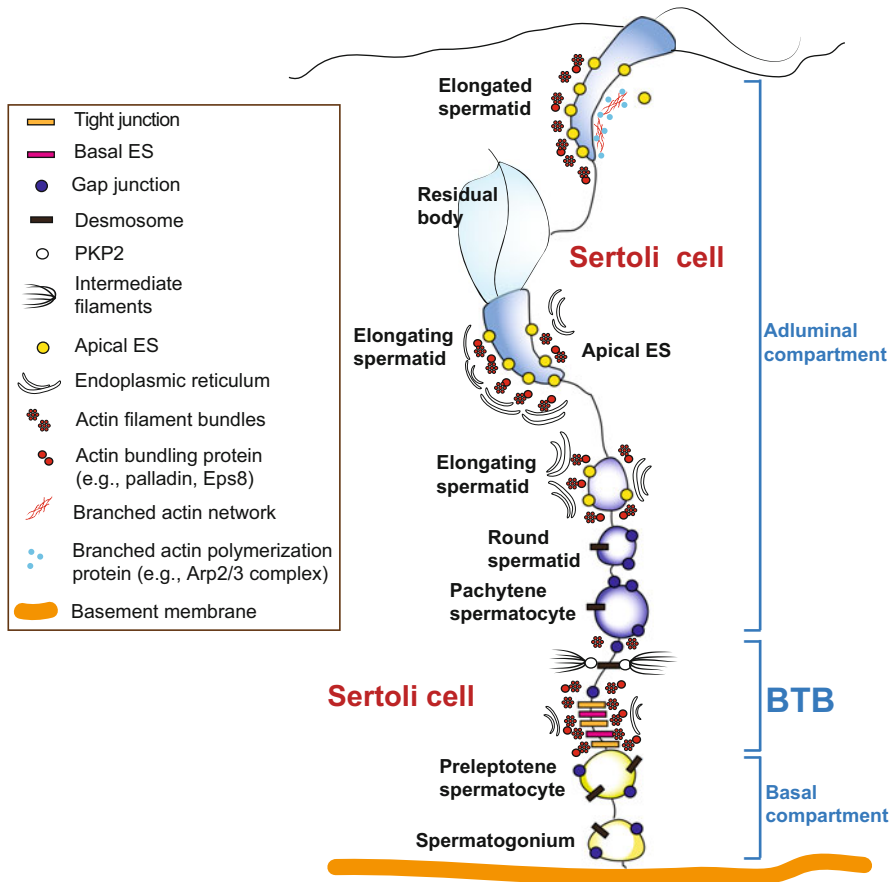 Tight junction
Basal ES
Gap junction
Desmosome
PKP2
Intermediate
filaments
Apical ES
Endoplasmic reticulum
Actin filament bundles
Actin bundling protein
(e.g., palladin, Eps8)
Branched actin network
Branched actin polymerization
protein (e.g., Arp2/3 complex)
Basement membrane
Elongated
spermatid
Residual
body
Sertoli cell
Elongating
spermatid
Apical ES
Adluminal
compartment
Elongating
spermatid
Round
spermatid
Pachytene
spermatocyte
Sertoli cell
BTB
Preleptotene
spermatocyte
Basal
compartment
Spermatogonium